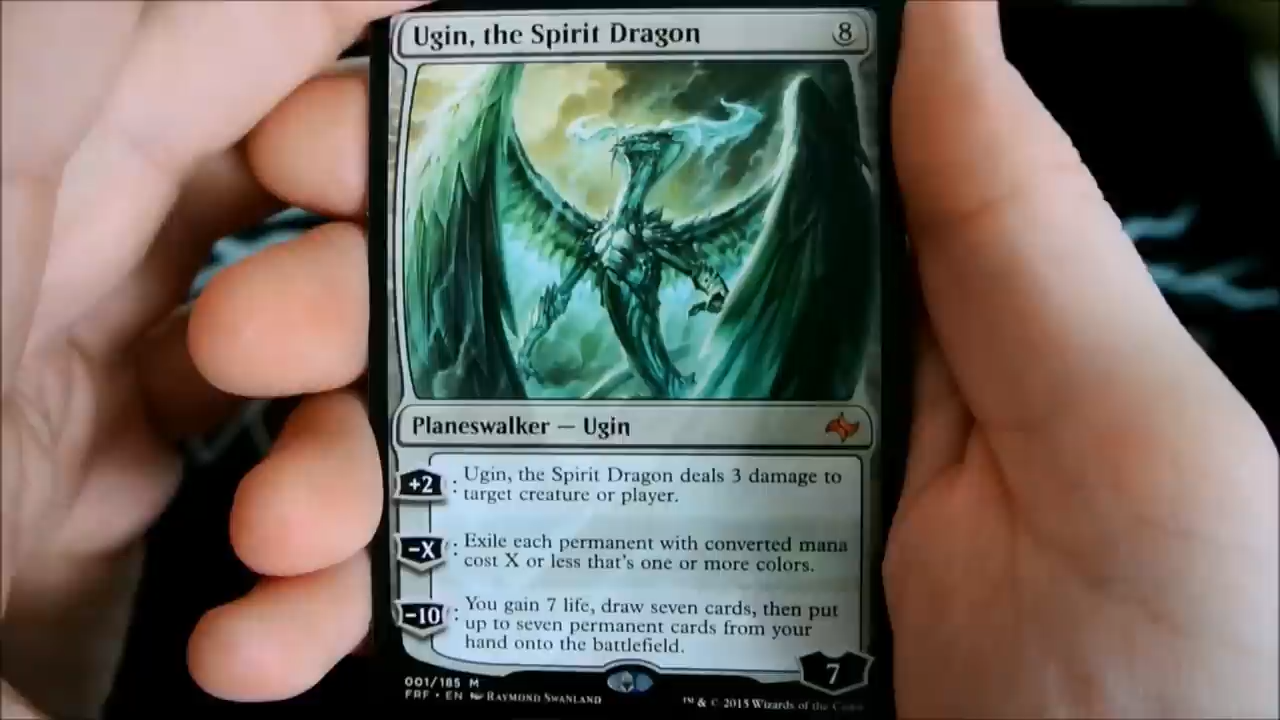 Ugin, the Spirit Dragon 8
Planeswalker — Ugin
+2 : Ugin, the Spirit Dragon deals 3 damage to
target creature or player.
–X : Exile each permanent with converted mana
cost X or less that's one or more colors.
–10 : You gain 7 life, draw seven cards, then put
up to seven permanent cards from your
hand onto the battlefield.
7
001/185 M
FRF • EN Raymond Swanland
™ & © 2015 Wizards of the Coast